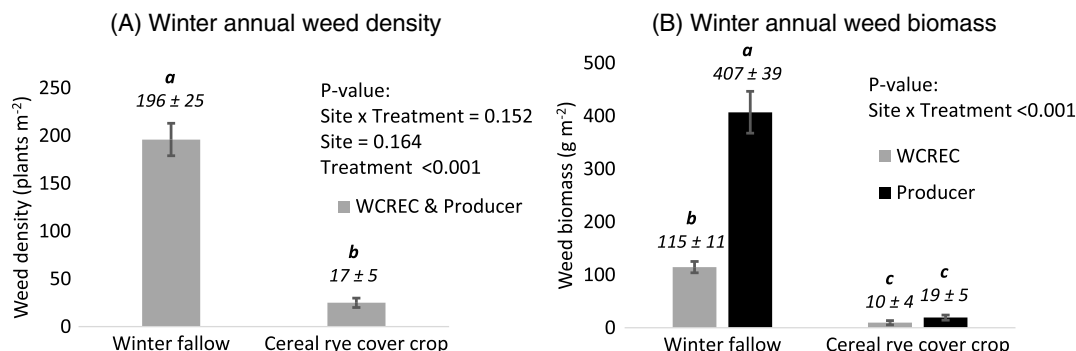 (A) Winter annual weed density
Weed density (plants m⁻²)
250
200
150
100
50
0
a
196 ± 25
b
17 ± 5
P-value:
Site x Treatment = 0.152
Site = 0.164
Treatment <0.001
WCREC & Producer
Winter fallow
Cereal rye cover crop
(B) Winter annual weed biomass
Weed biomass (g m⁻²)
500
400
300
200
100
0
b
115 ± 11
a
407 ± 39
c
10 ± 4
c
19 ± 5
P-value:
Site x Treatment <0.001
WCREC
Producer
Winter fallow
Cereal rye cover crop